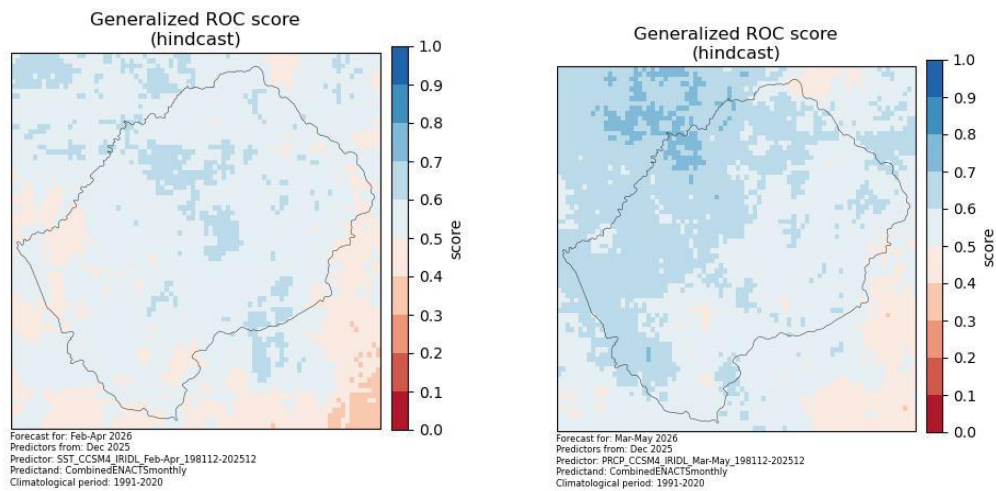 Generalized ROC score
(hindcast)
1.0
0.9
0.8
0.7
0.6
0.5
0.4
0.3
0.2
0.1
0.0
score
Forecast for: Feb-Apr 2026
Predictors from: Dec 2025
Predictor: SST_CCSM4_IRIDL_Feb-Apr_198112-202512
Predictand: CombinedENACTSmonthly
Climatological period: 1991-2020
Generalized ROC score
(hindcast)
1.0
0.9
0.8
0.7
0.6
0.5
0.4
0.3
0.2
0.1
0.0
score
Forecast for: Mar-May 2026
Predictors from: Dec 2025
Predictor: PRCP_CCSM4_IRIDL_Mar-May_198112-202512
Predictand: CombinedENACTSmonthly
Climatological period: 1991-2020